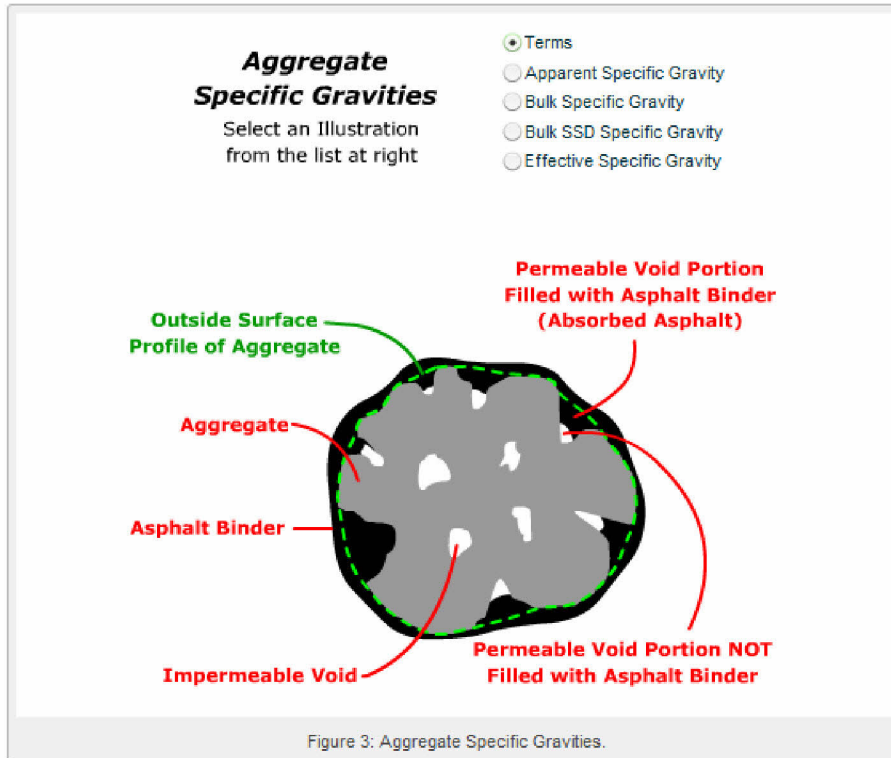 Aggregate
Specific Gravities
Select an Illustration
from the list at right
Terms
Apparent Specific Gravity
Bulk Specific Gravity
Bulk SSD Specific Gravity
Effective Specific Gravity
Permeable Void Portion
Filled with Asphalt Binder
(Absorbed Asphalt)
Outside Surface
Profile of Aggregate
Aggregate
Asphalt Binder
Impermeable Void
Permeable Void Portion NOT
Filled with Asphalt Binder
Figure 3: Aggregate Specific Gravities.